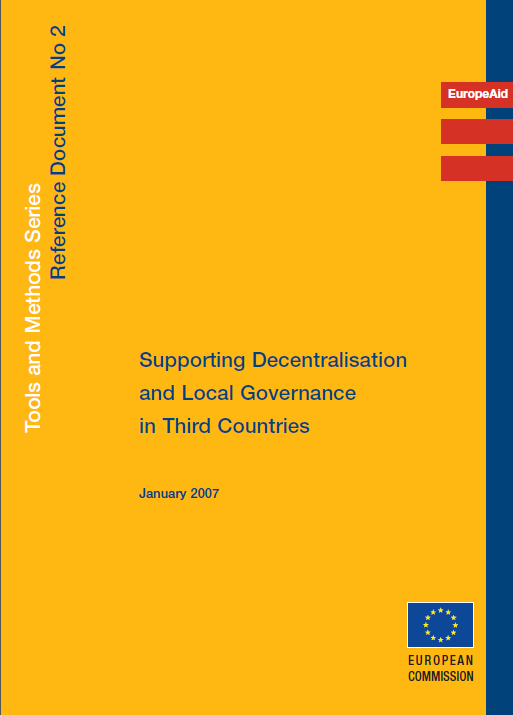 Tools and Methods Series
Reference Document No 2
EuropeAid
Supporting Decentralisation
and Local Governance
in Third Countries
January 2007
EUROPEAN
COMMISSION